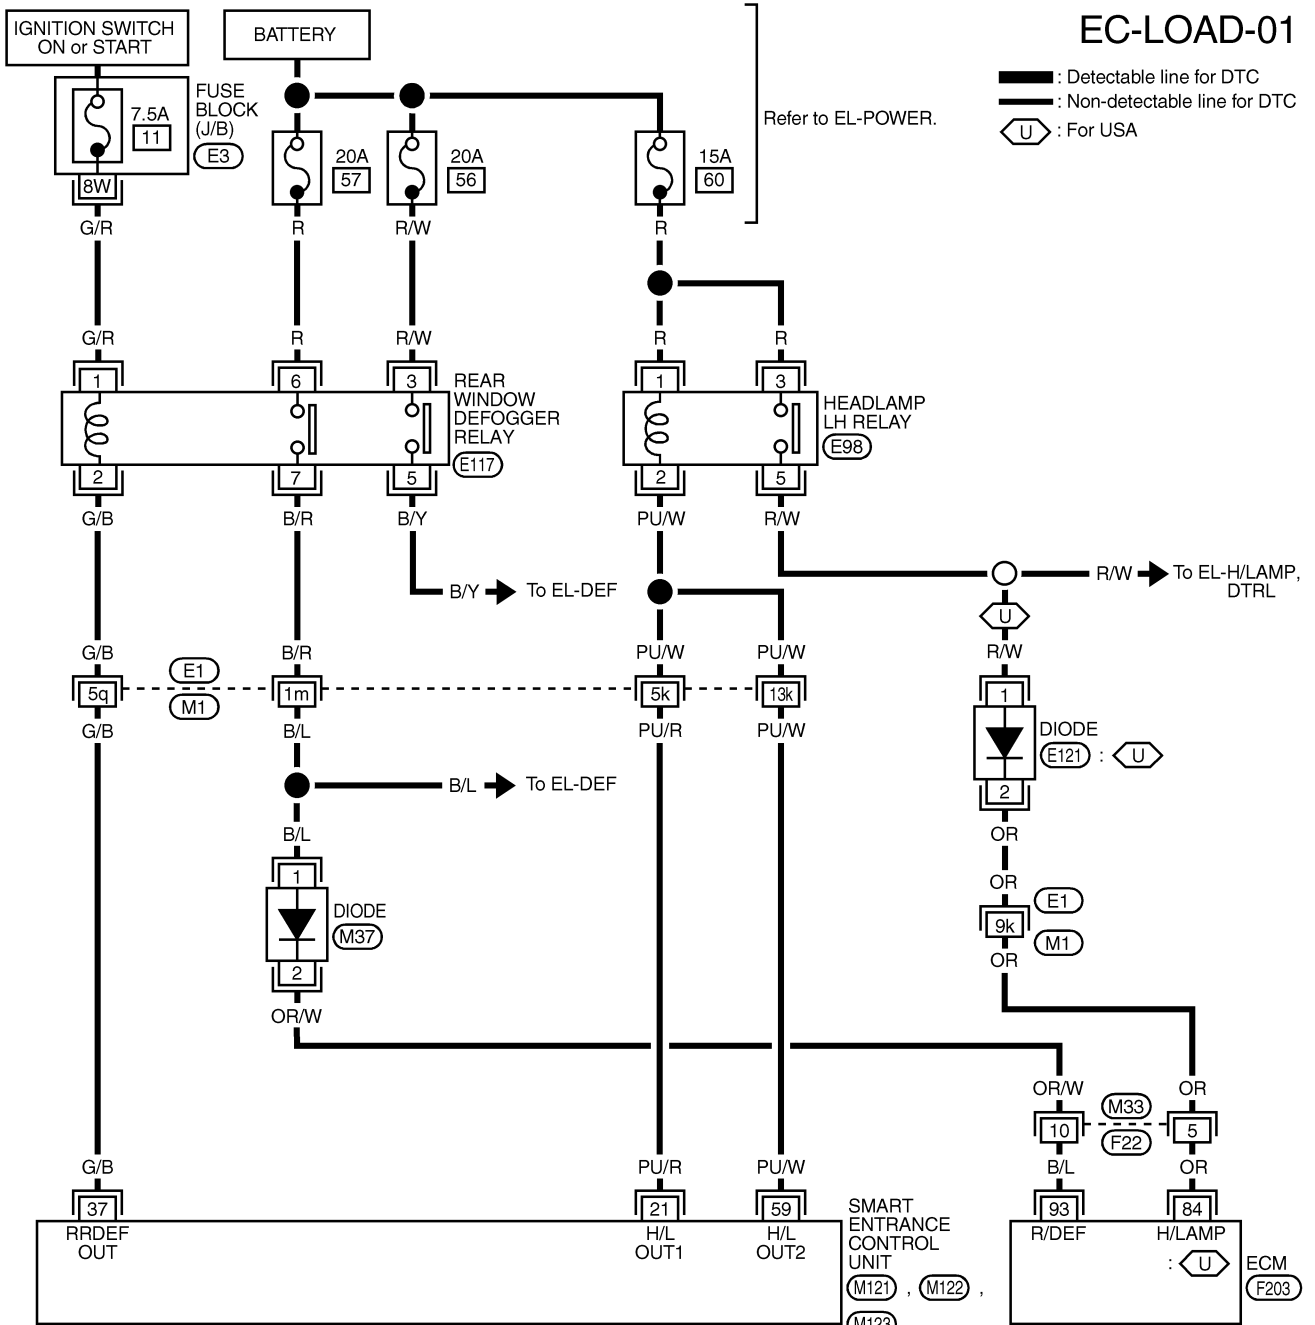 EC-LOAD-01
IGNITION SWITCH
ON or START
BATTERY
: Detectable line for DTC
: Non-detectable line for DTC
U : For USA
Refer to EL-POWER.
7.5A
11
FUSE
BLOCK
(J/B)
E3
20A
57
20A
56
15A
60
8W
G/R R R/W R
G/R R R/W R R
1 6 3 1 3
REAR
WINDOW
DEFOGGER
RELAY
E117
HEADLAMP
LH RELAY
E98
2 7 5 2 5
G/B B/R B/Y PU/W R/W
B/Y To EL-DEF
R/W To EL-H/LAMP,
DTRL
U
G/B B/R PU/W PU/W R/W
E1
5q 1m 5k 13k 1
M1
G/B B/L PU/R PU/W
DIODE
E121 : U
2
B/L To EL-DEF
B/L OR
1 OR
DIODE
M37
E1
9k
M1
2 OR
OR/W
OR/W OR
M33
10 5
F22
G/B PU/R PU/W B/L OR
37 21 59 93 84
RRDEF
OUT
H/L
OUT1
H/L
OUT2
SMART
ENTRANCE
CONTROL
UNIT
M121 , M122 ,
M123
R/DEF H/LAMP
: U
ECM
F203